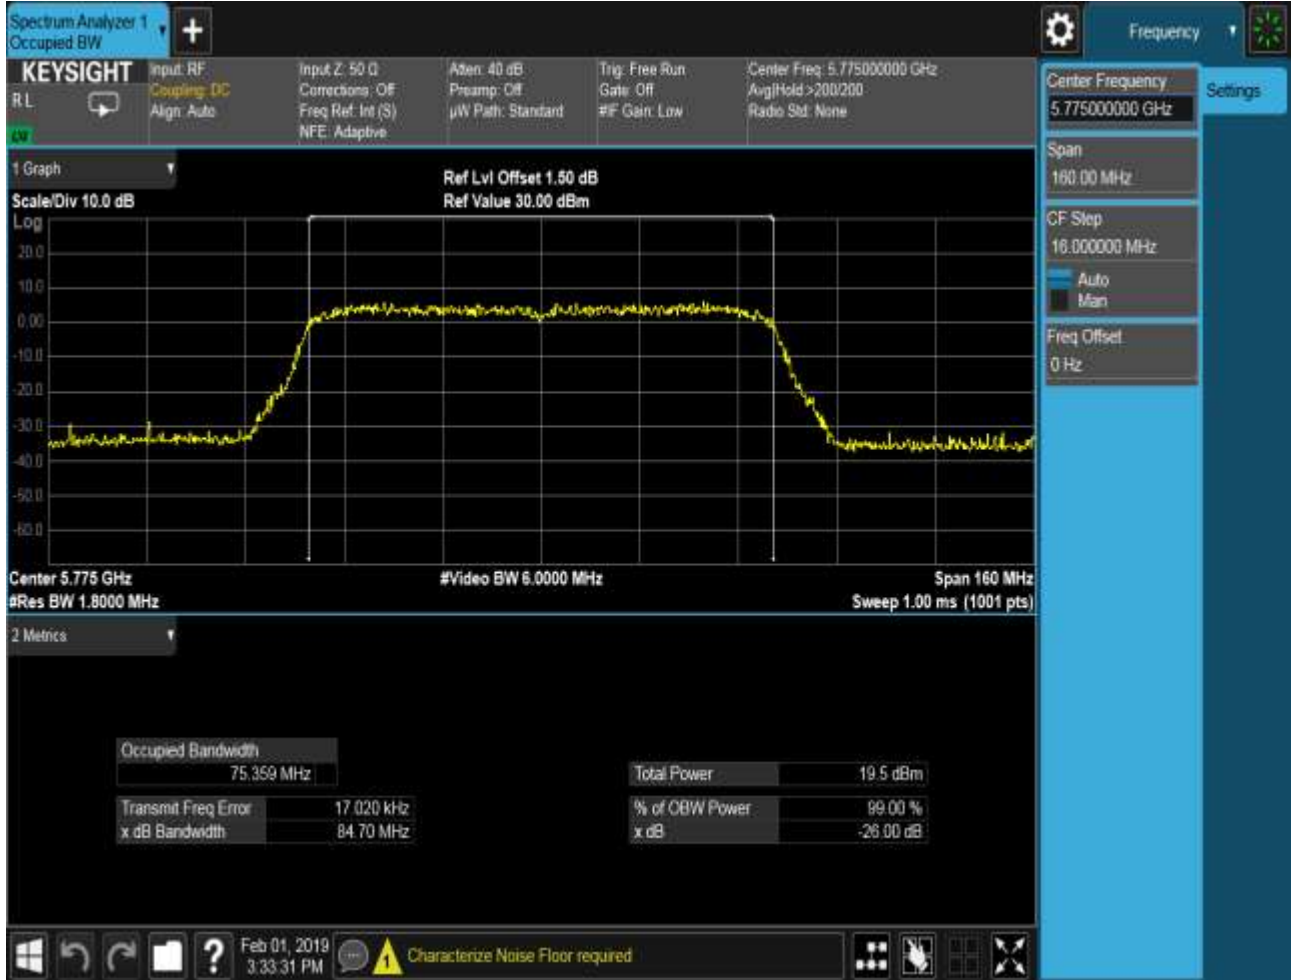 Spectrum Analyzer 1
Occupied BW
Frequency
KEYSIGHT
R L
Input: RF
Coupling: DC
Align: Auto
Input Z: 50 Ω
Corrections: Off
Freq Ref: Int (S)
NFE: Adaptive
Atten: 40 dB
Preamp: Off
µW Path: Standard
Trig: Free Run
Gate: Off
#IF Gain: Low
Center Freq: 5.775000000 GHz
Avg|Hold:>200/200
Radio Std: None
Center Frequency
5.775000000 GHz
Settings
Span
160.00 MHz
CF Step
16.000000 MHz
Auto
Man
Freq Offset
0 Hz
1 Graph
Scale/Div 10.0 dB
Ref Lvl Offset 1.50 dB
Ref Value 30.00 dBm
Log
20.0
10.0
0.00
-10.0
-20.0
-30.0
-40.0
-50.0
-60.0
Center 5.775 GHz
#Video BW 6.0000 MHz
Span 160 MHz
#Res BW 1.8000 MHz
Sweep 1.00 ms (1001 pts)
2 Metrics
Occupied Bandwidth
75.359 MHz
Total Power 19.5 dBm
Transmit Freq Error 17.020 kHz
% of OBW Power 99.00 %
x dB Bandwidth 84.70 MHz
x dB -26.00 dB
?
Feb 01, 2019
3:33:31 PM
1
Characterize Noise Floor required